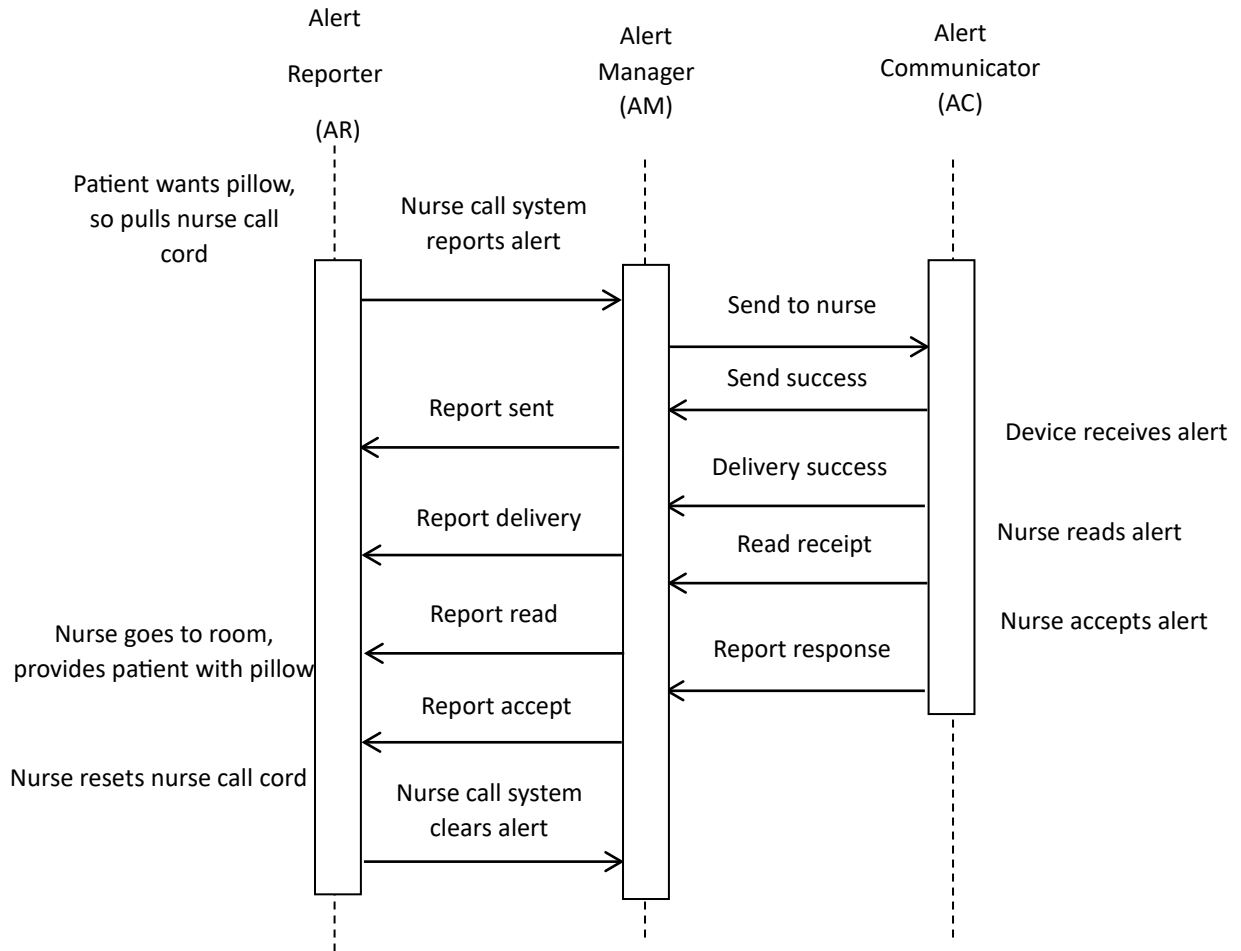 Alert
Reporter
(AR)
Alert
Manager
(AM)
Alert
Communicator
(AC)
Patient wants pillow,
so pulls nurse call
cord
Nurse call system
reports alert
Send to nurse
Send success
Report sent
Device receives alert
Delivery success
Report delivery
Nurse reads alert
Read receipt
Report read
Nurse accepts alert
Nurse goes to room,
provides patient with pillow
Report response
Report accept
Nurse resets nurse call cord
Nurse call system
clears alert